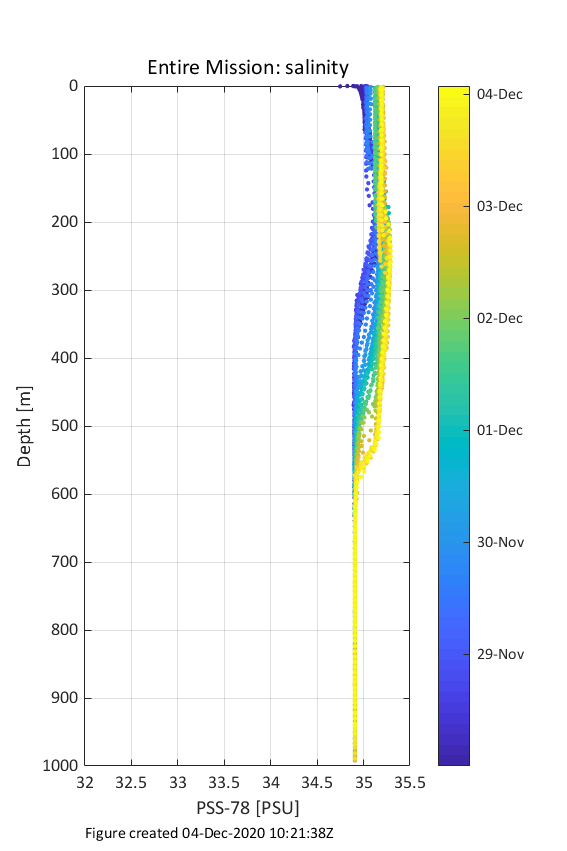 Entire Mission: salinity
0
100
200
300
400
500
600
700
800
900
1000
Depth [m]
32 32.5 33 33.5 34 34.5 35 35.5
PSS-78 [PSU]
04-Dec
03-Dec
02-Dec
01-Dec
30-Nov
29-Nov
Figure created 04-Dec-2020 10:21:38Z